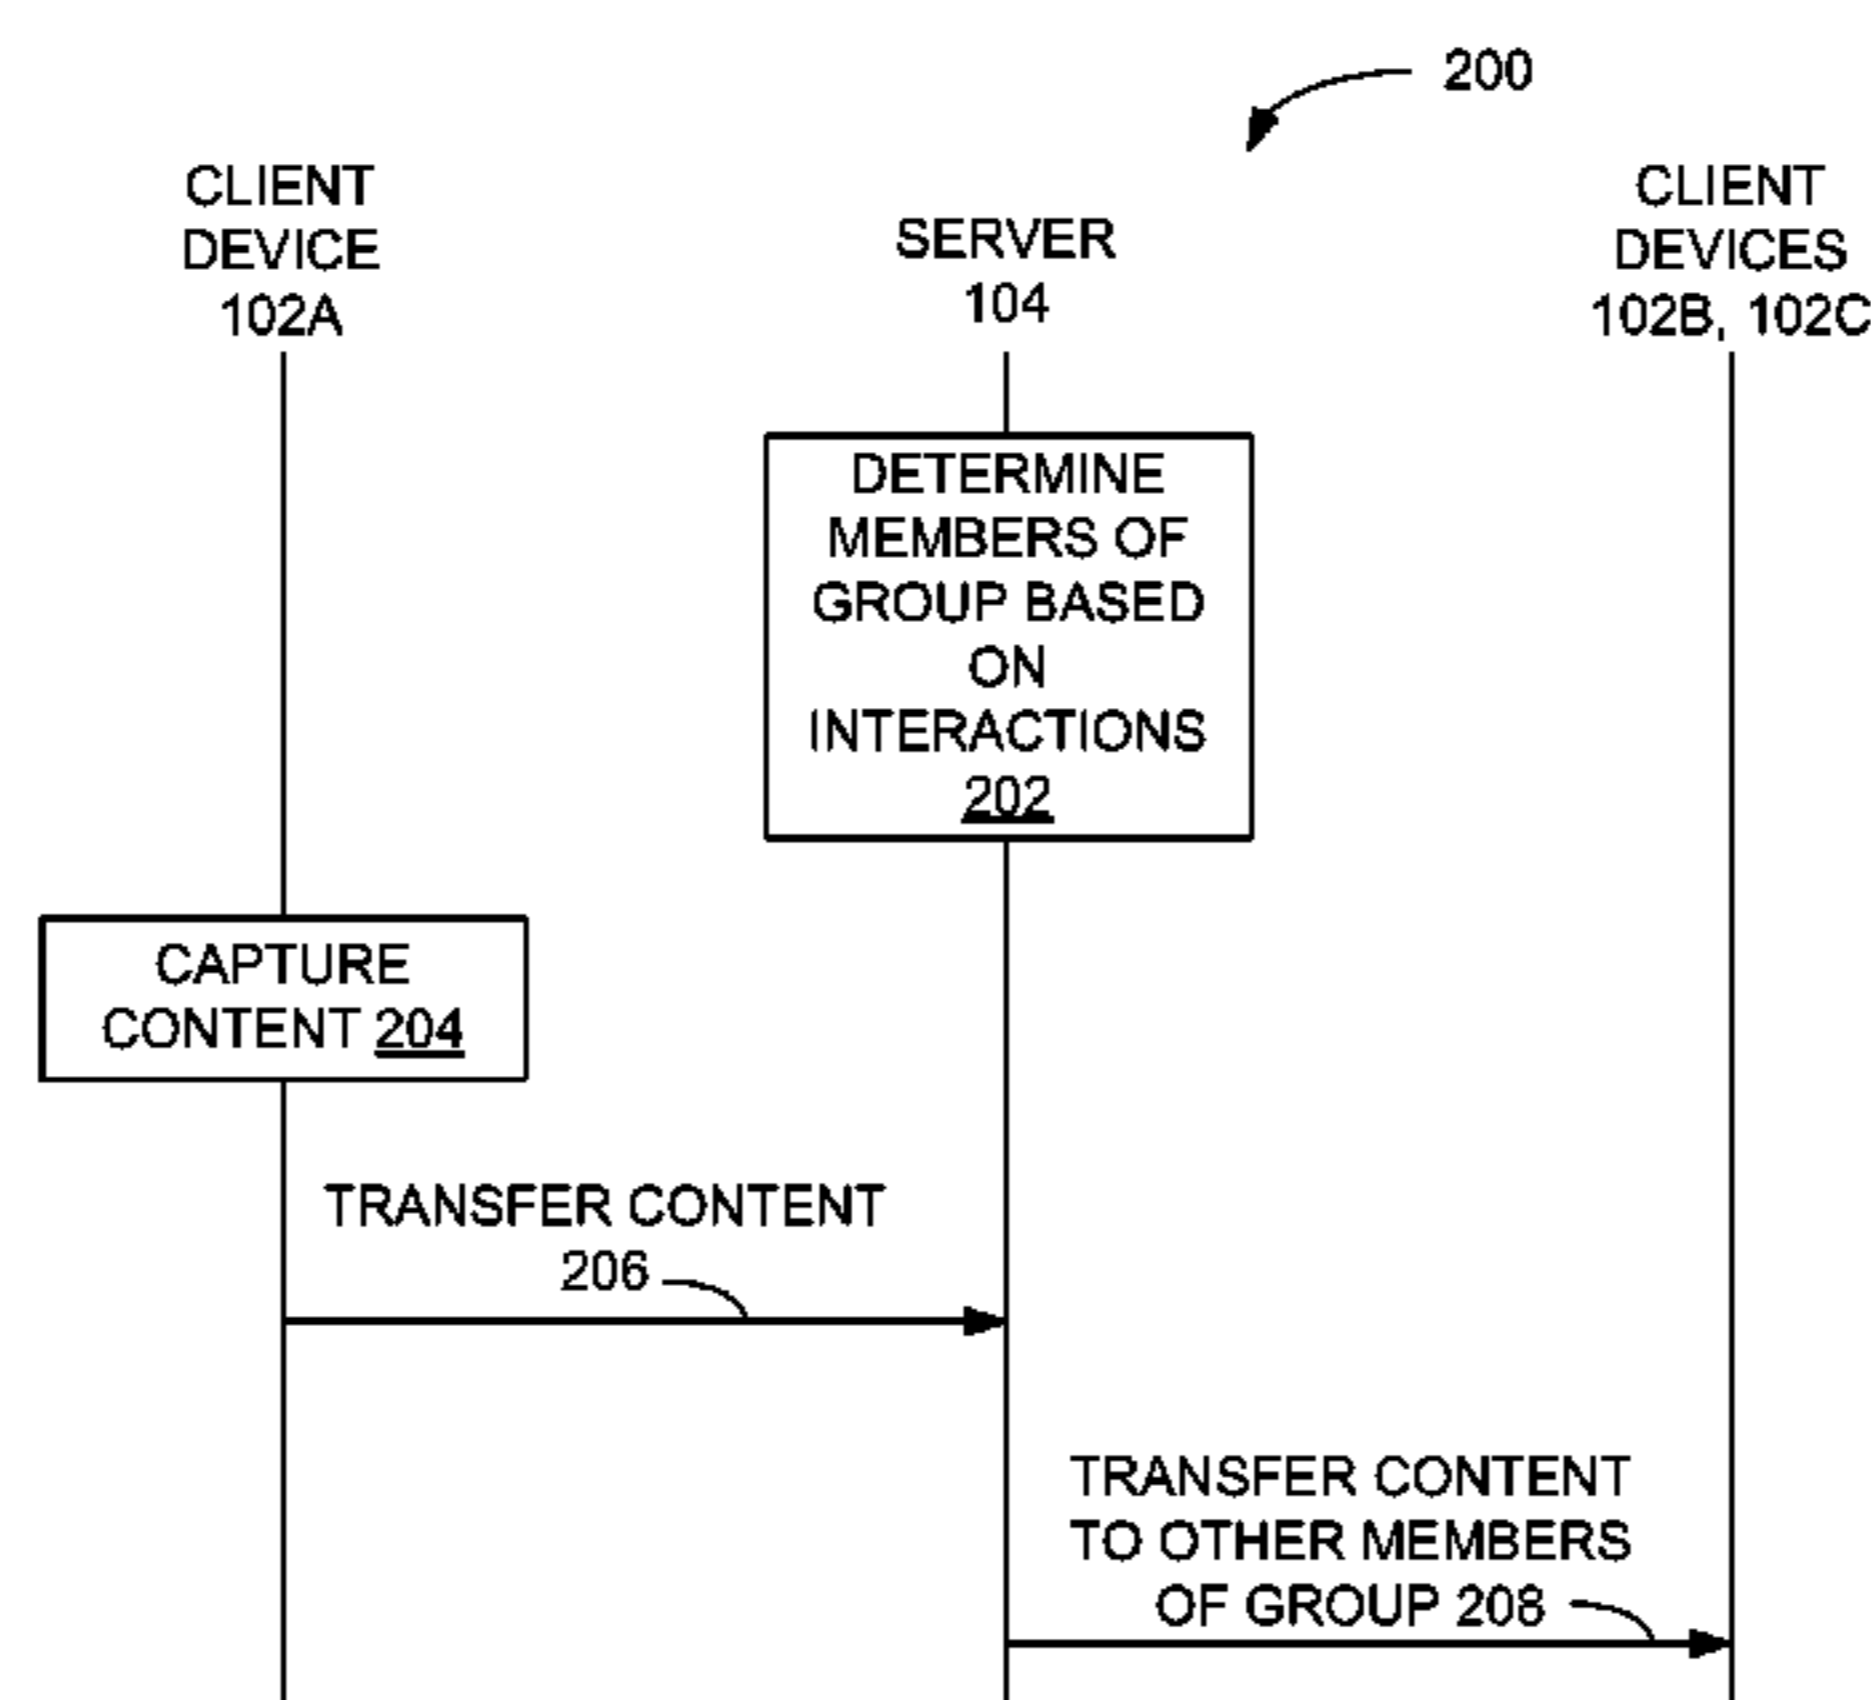 200
CLIENT
DEVICE
102A
SERVER
104
CLIENT
DEVICES
102B, 102C
DETERMINE
MEMBERS OF
GROUP BASED
ON
INTERACTIONS
202
CAPTURE
CONTENT 204
TRANSFER CONTENT
206
TRANSFER CONTENT
TO OTHER MEMBERS
OF GROUP 208